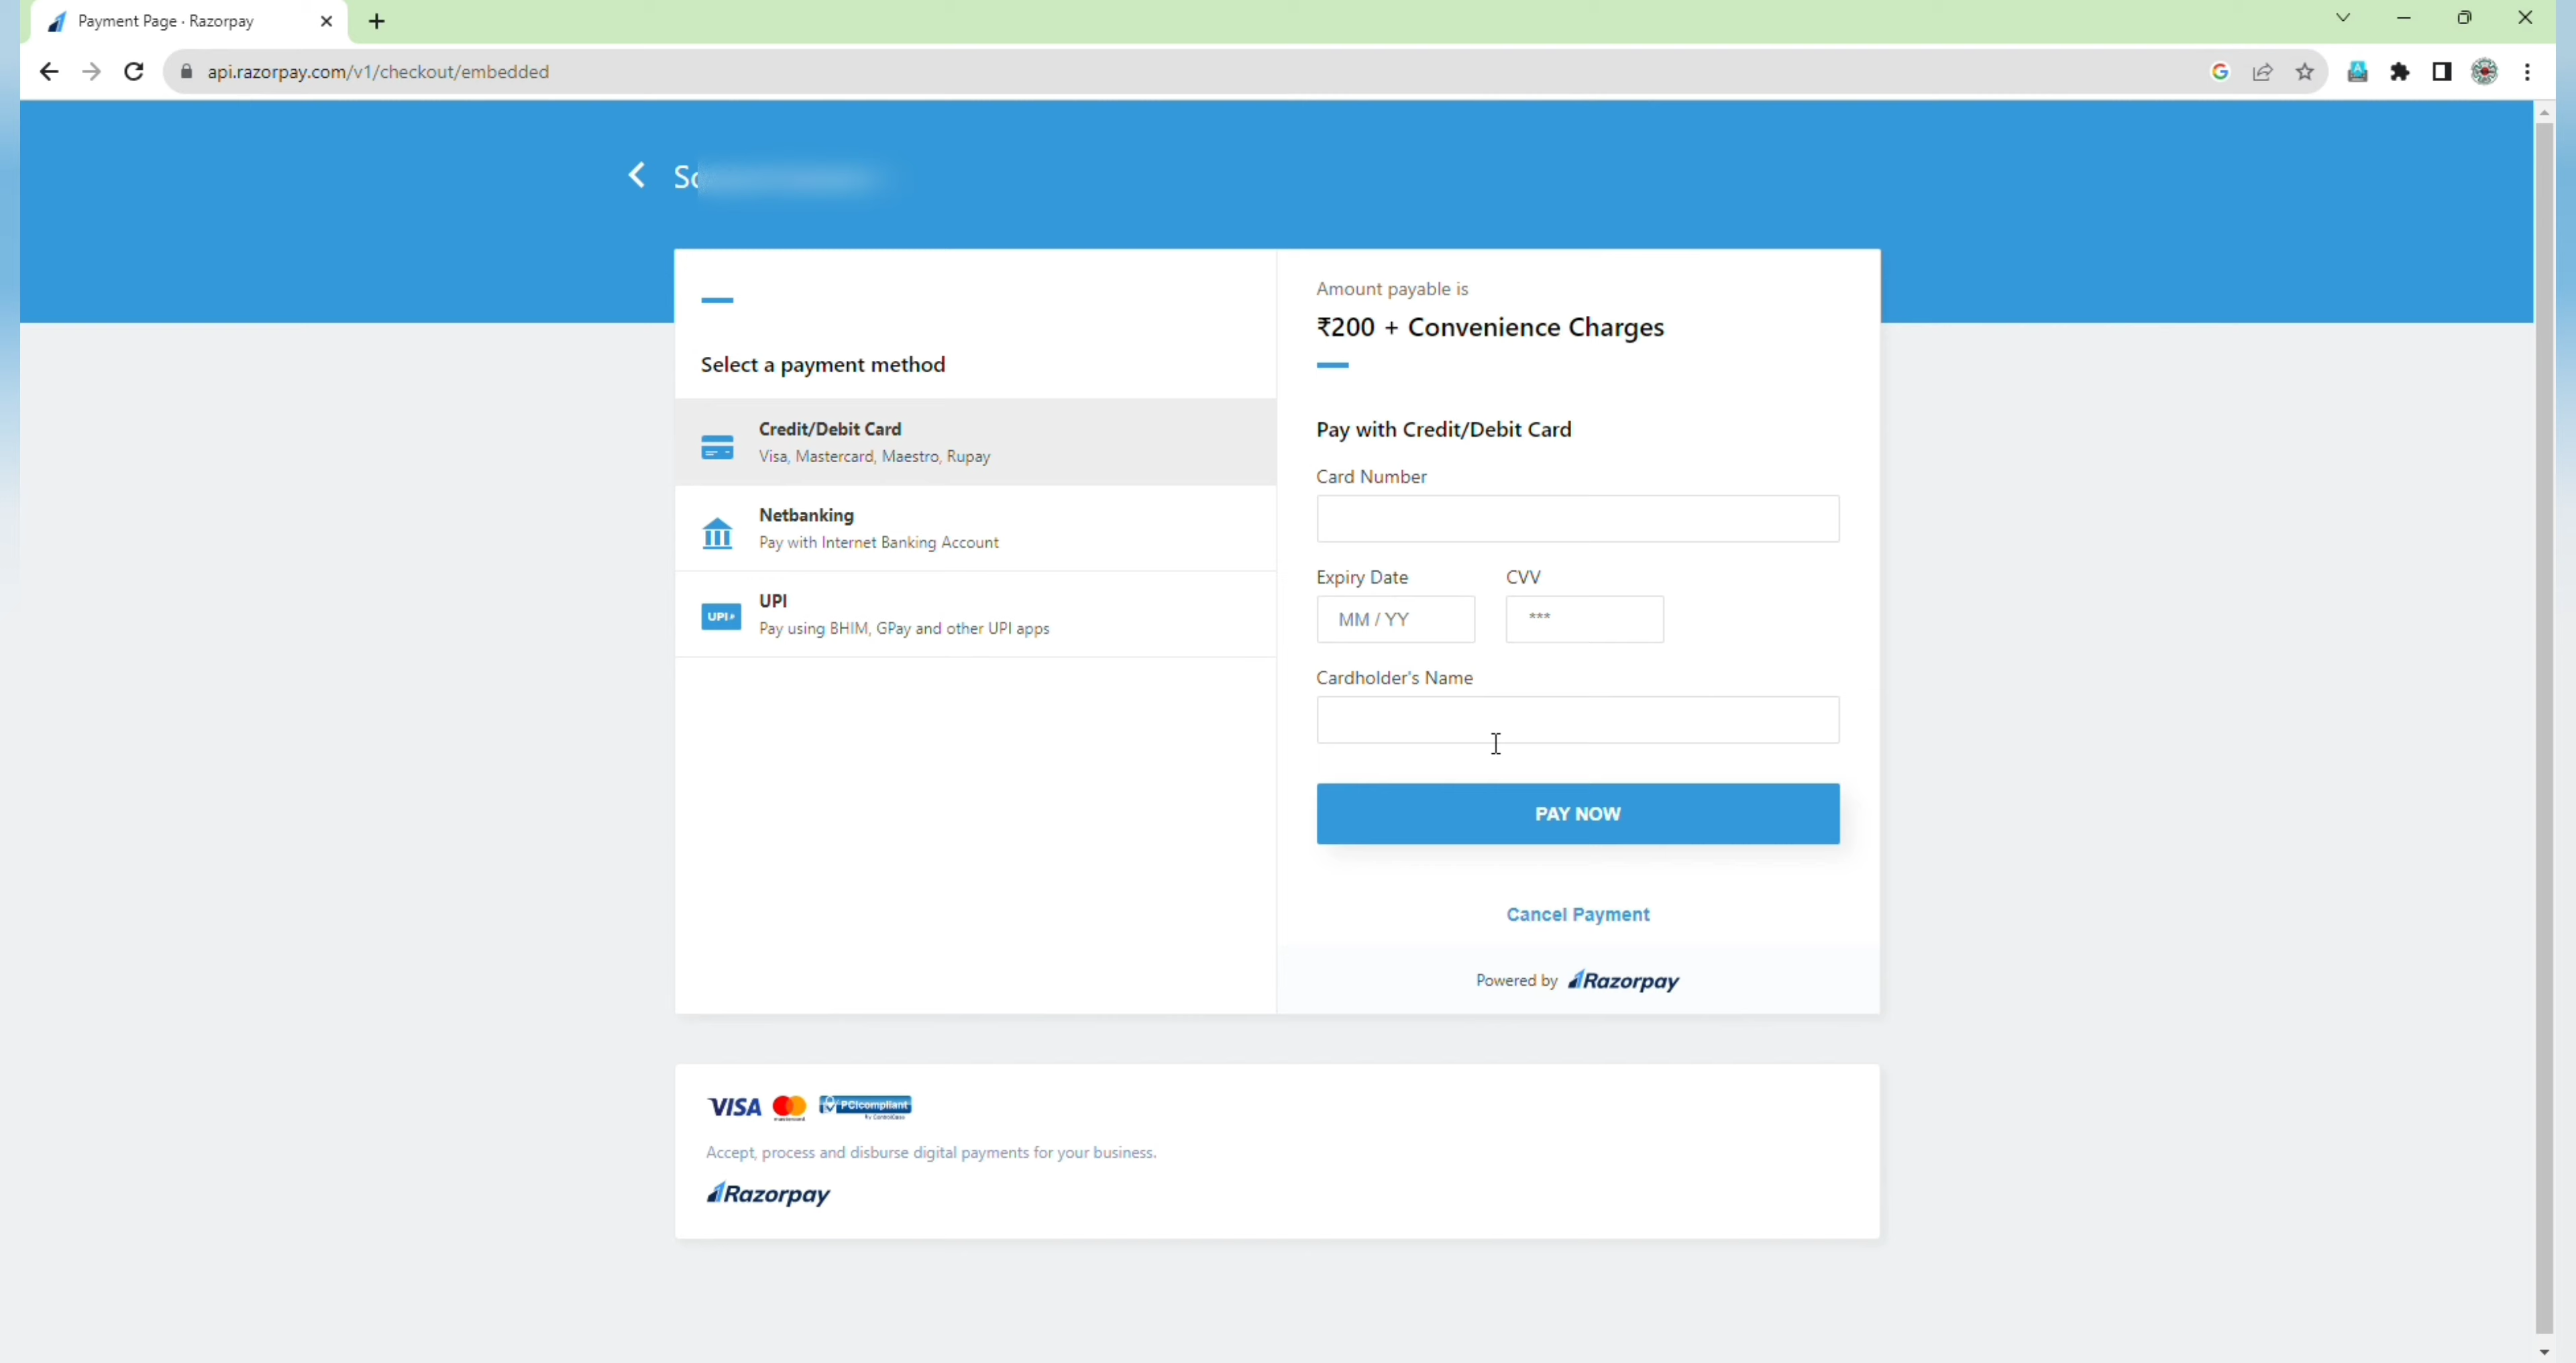 Payment Page · Razorpay
api.razorpay.com/v1/checkout/embedded
Select a payment method
Credit/Debit Card
Visa, Mastercard, Maestro, Rupay
Netbanking
Pay with Internet Banking Account
UPI
UPI
Pay using BHIM, GPay and other UPI apps
Amount payable is
₹200 + Convenience Charges
Pay with Credit/Debit Card
Card Number
Expiry Date CVV
MM / YY ***
Cardholder's Name
PAY NOW
Cancel Payment
Powered by Razorpay
VISA mastercard PCIcompliant
Accept, process and disburse digital payments for your business.
Razorpay